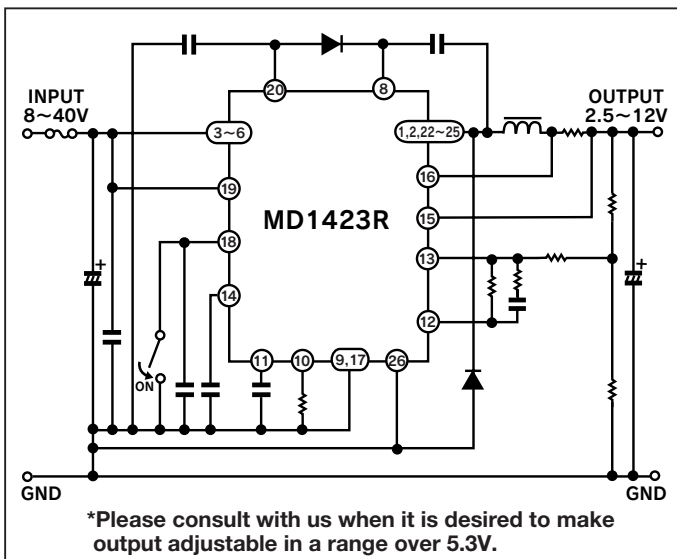 INPUT
8~40V
OUTPUT
2.5~12V
20
8
3~6
1,2,22~25
19
16
15
MD1423R
18
13
14
12
ON
11
10
9,17
26
+
+
GND
GND
*Please consult with us when it is desired to make
output adjustable in a range over 5.3V.